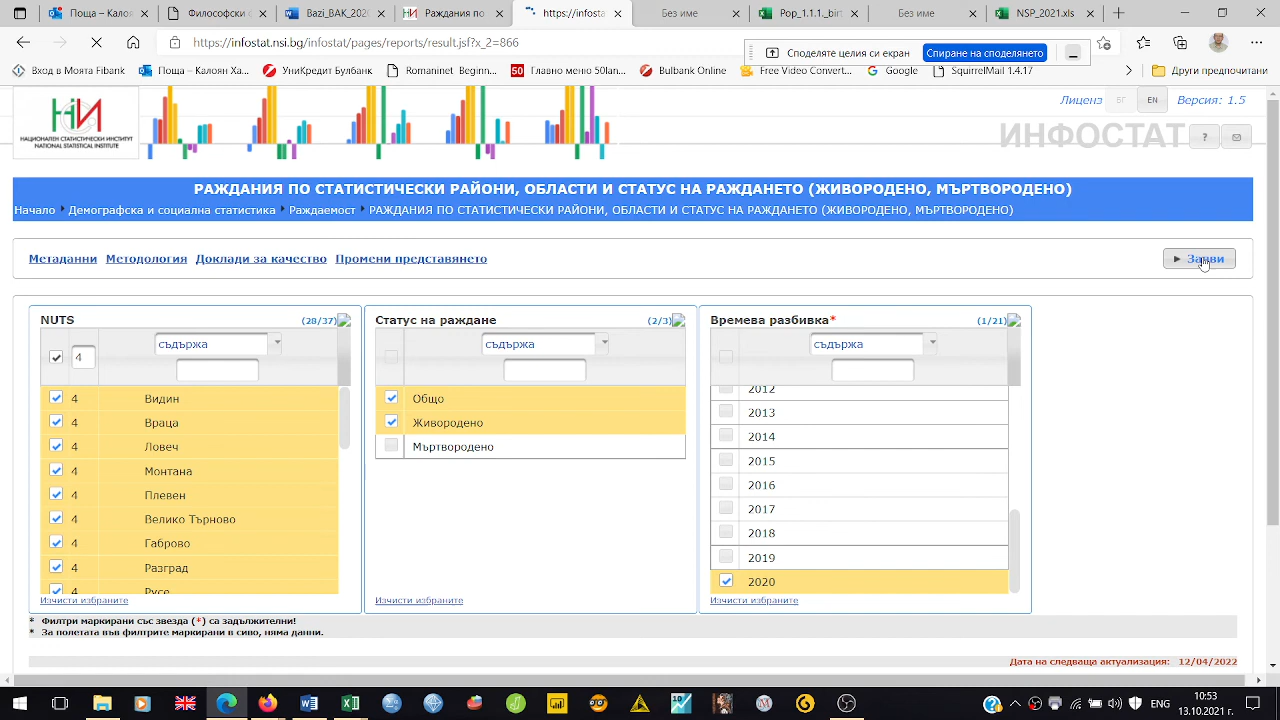 Философски с
Bazi_BAK_202
Раждания по
https://infosta
Без име
Pop_1.1.1._birt
Без име
NSP_2021.xls
https://infostat.nsi.bg/infostat/pages/reports/result.jsf?x_2=866
Споделяте целия си екран
Спиране на споделянето
Вход в Моята Fibank
Поща – Калоян Ха...
УниКредит Булбанк
Rominet Beginning,...
50
Главно меню 50tal...
Bulbank Online
Free Video Convert...
Google
SquirrelMail 1.4.17
Други предпочитани
Лиценз
БГ
EN
Версия: 1.5
НАЦИОНАЛЕН СТАТИСТИЧЕСКИ ИНСТИТУТ
NATIONAL STATISTICAL INSTITUTE
ИНФОСТАТ
?
РАЖДАНИЯ ПО СТАТИСТИЧЕСКИ РАЙОНИ, ОБЛАСТИ И СТАТУС НА РАЖДАНЕТО (ЖИВОРОДЕНО, МЪРТВОРОДЕНО)
Начало Демографска и социална статистика Раждаемост РАЖДАНИЯ ПО СТАТИСТИЧЕСКИ РАЙОНИ, ОБЛАСТИ И СТАТУС НА РАЖДАНЕТО (ЖИВОРОДЕНО, МЪРТВОРОДЕНО)
Метаданни Методология Доклади за качество Промени представянето
Заяви
NUTS (28/37)
съдържа
4
4 Видин
4 Враца
4 Ловеч
4 Монтана
4 Плевен
4 Велико Търново
4 Габрово
4 Разград
4 Русе
Изчисти избраните
Статус на раждане (2/3)
съдържа
Общо
Живородено
Мъртвородено
Изчисти избраните
Времева разбивка* (1/21)
съдържа
2012
2013
2014
2015
2016
2017
2018
2019
2020
Изчисти избраните
* Филтри маркирани със звезда (*) са задължителни!
* За полетата във филтрите маркирани в сиво, няма данни.
Дата на следваща актуализация: 12/04/2022
ENG
10:53
13.10.2021 г.